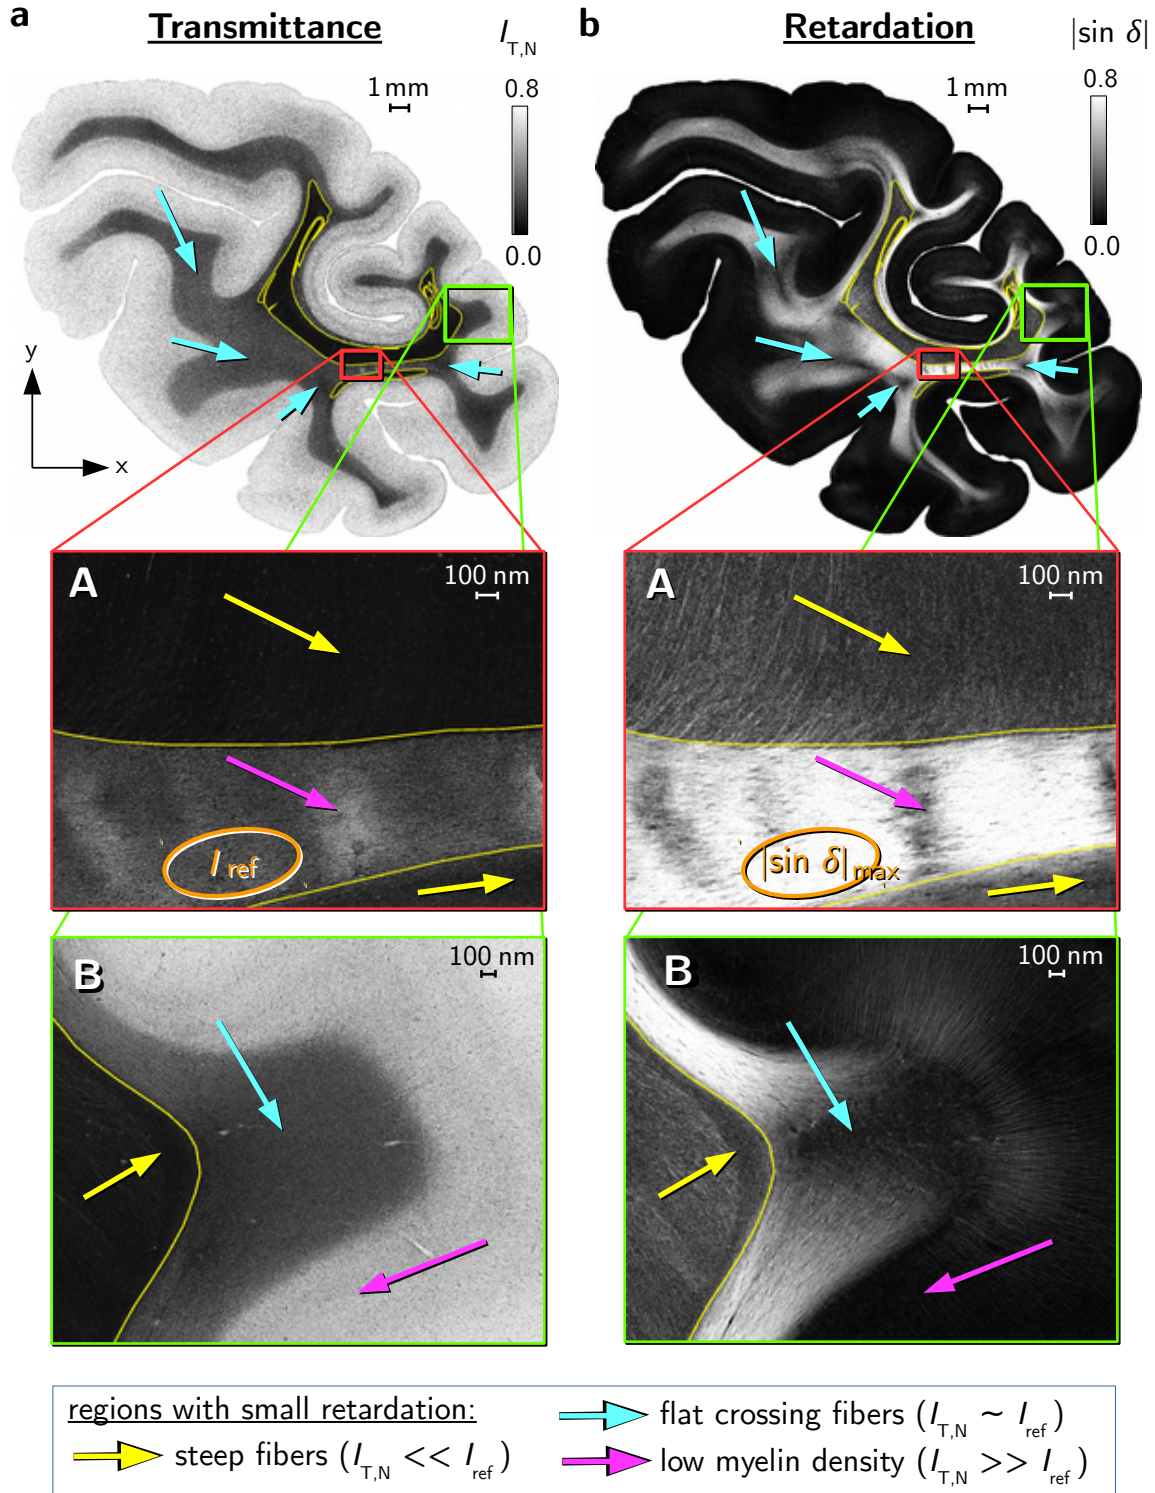 a Transmittance I_T,N
1 mm
0.8
0.0
y
x
b Retardation |sin δ|
1 mm
0.8
0.0
A 100 nm
I ref
A 100 nm
|sin δ| max
B 100 nm
B 100 nm
regions with small retardation:
steep fibers (I_T,N << I_ref)
flat crossing fibers (I_T,N ~ I_ref)
low myelin density (I_T,N >> I_ref)